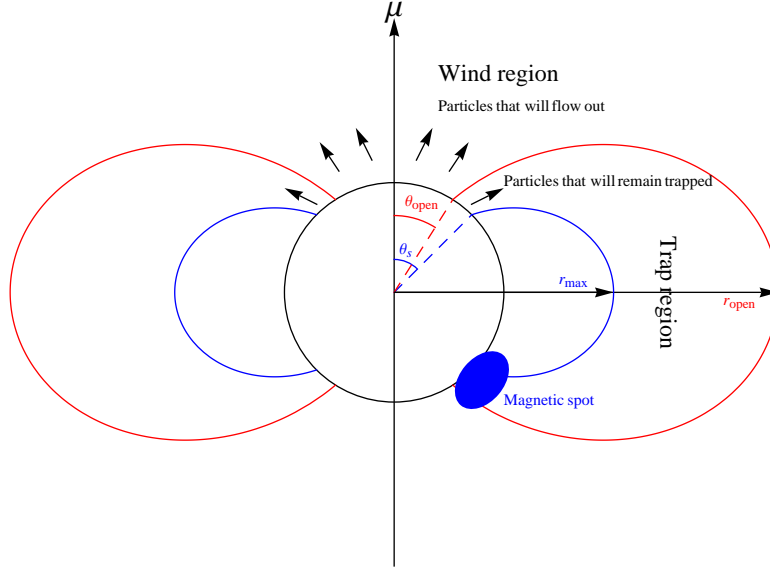 μ
Wind region
Particles that will flow out
Particles that will remain trapped
θopen
θs
rmax
Trap region
ropen
Magnetic spot